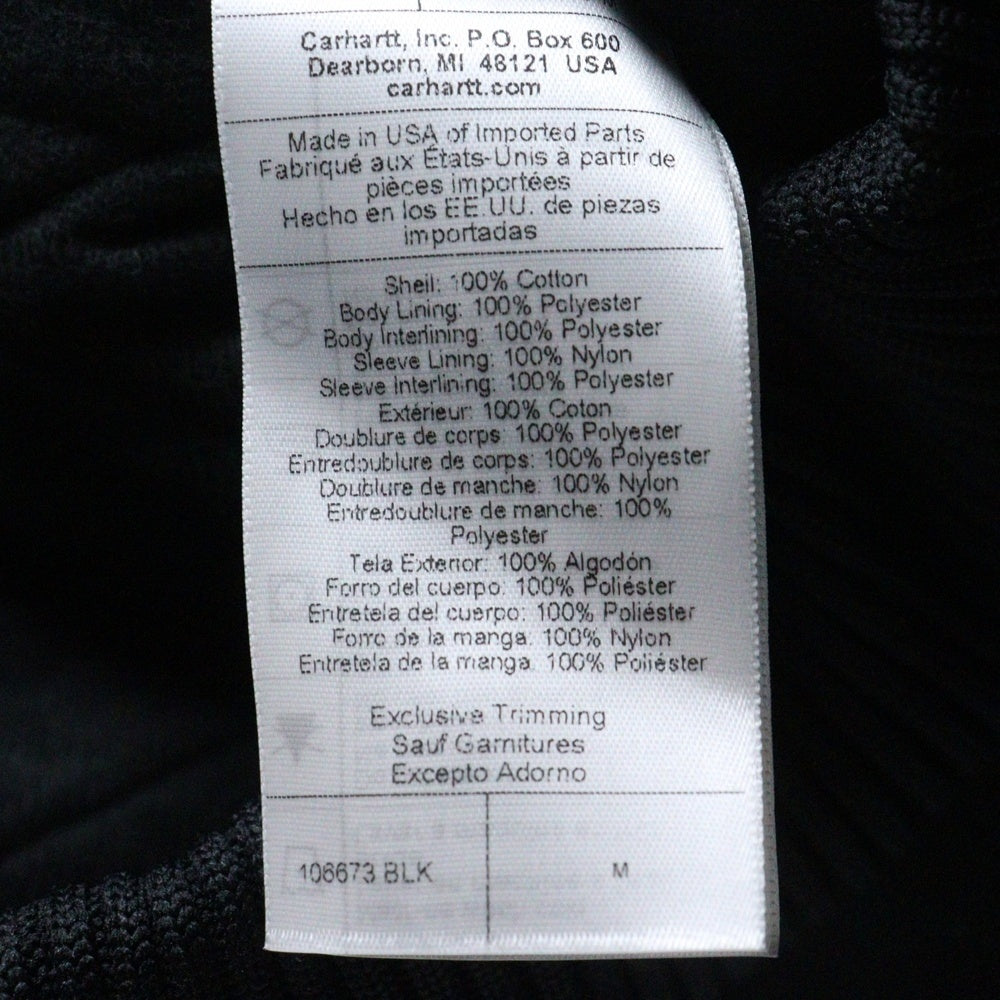 Carhartt, Inc. P.O. Box 600
Dearborn, MI 48121 USA
carhartt.com
Made in USA of Imported Parts
Fabriqué aux États-Unis à partir de
pièces importées
Hecho en los EE.UU. de piezas
importadas
Shell: 100% Cotton
Body Lining: 100% Polyester
Body Interlining: 100% Polyester
Sleeve Lining: 100% Nylon
Sleeve Interlining: 100% Polyester
Extérieur: 100% Coton
Doublure de corps: 100% Polyester
Entredoublure de corps: 100% Polyester
Doublure de manche: 100% Nylon
Entredoublure de manche: 100%
Polyester
Tela Exterior: 100% Algodón
Forro del cuerpo: 100% Poliéster
Entretela del cuerpo: 100% Poliéster
Forro de la manga: 100% Nylon
Entretela de la manga: 100% Poliéster
Exclusive Trimming
Sauf Garnitures
Excepto Adorno
106673 BLK
M